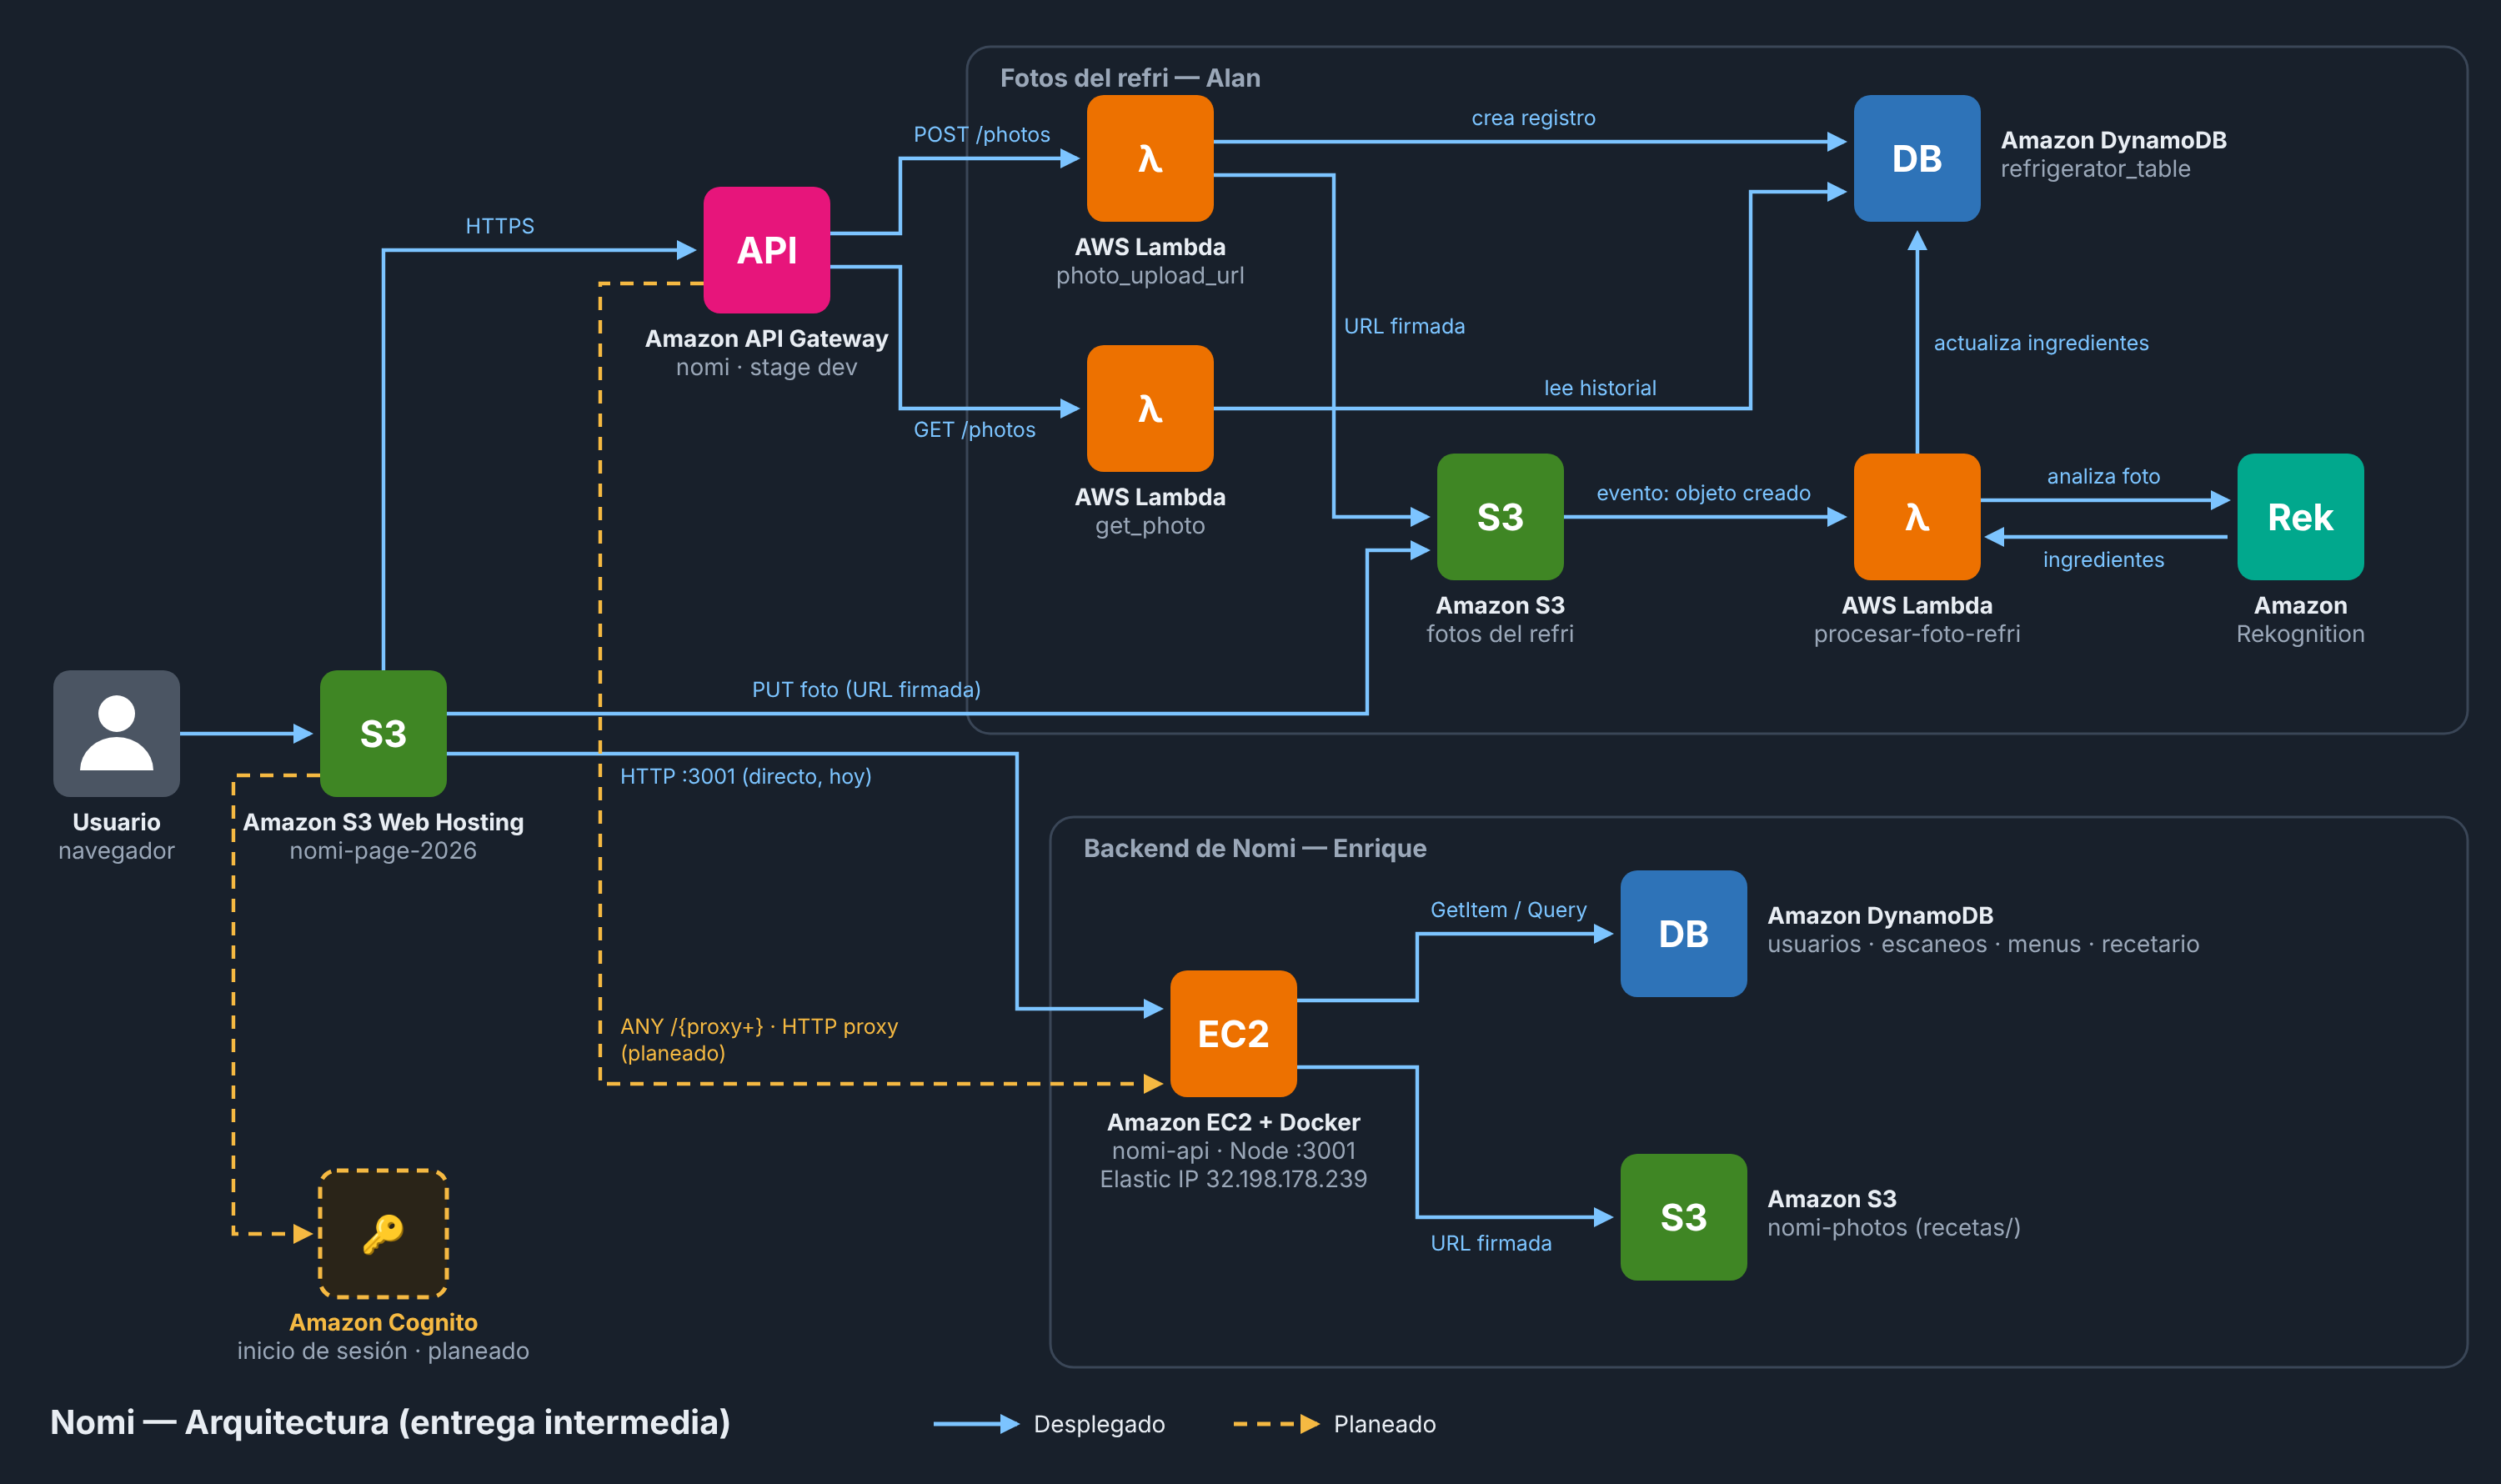 Fotos del refri — Alan
POST /photos
λ
AWS Lambda
photo_upload_url
crea registro
DB
Amazon DynamoDB
refrigerator_table
HTTPS
API
Amazon API Gateway
nomi · stage dev
URL firmada
actualiza ingredientes
GET /photos
λ
AWS Lambda
get_photo
lee historial
S3
Amazon S3
fotos del refri
evento: objeto creado
λ
AWS Lambda
procesar-foto-refri
analiza foto
ingredientes
Rek
Amazon
Rekognition
Usuario
navegador
S3
Amazon S3 Web Hosting
nomi-page-2026
PUT foto (URL firmada)
HTTP :3001 (directo, hoy)
Backend de Nomi — Enrique
GetItem / Query
DB
Amazon DynamoDB
usuarios · escaneos · menus · recetario
ANY /{proxy+} · HTTP proxy
(planeado)
EC2
Amazon EC2 + Docker
nomi-api · Node :3001
Elastic IP 32.198.178.239
URL firmada
S3
Amazon S3
nomi-photos (recetas/)
Amazon Cognito
inicio de sesión · planeado
Nomi — Arquitectura (entrega intermedia)
Desplegado
Planeado